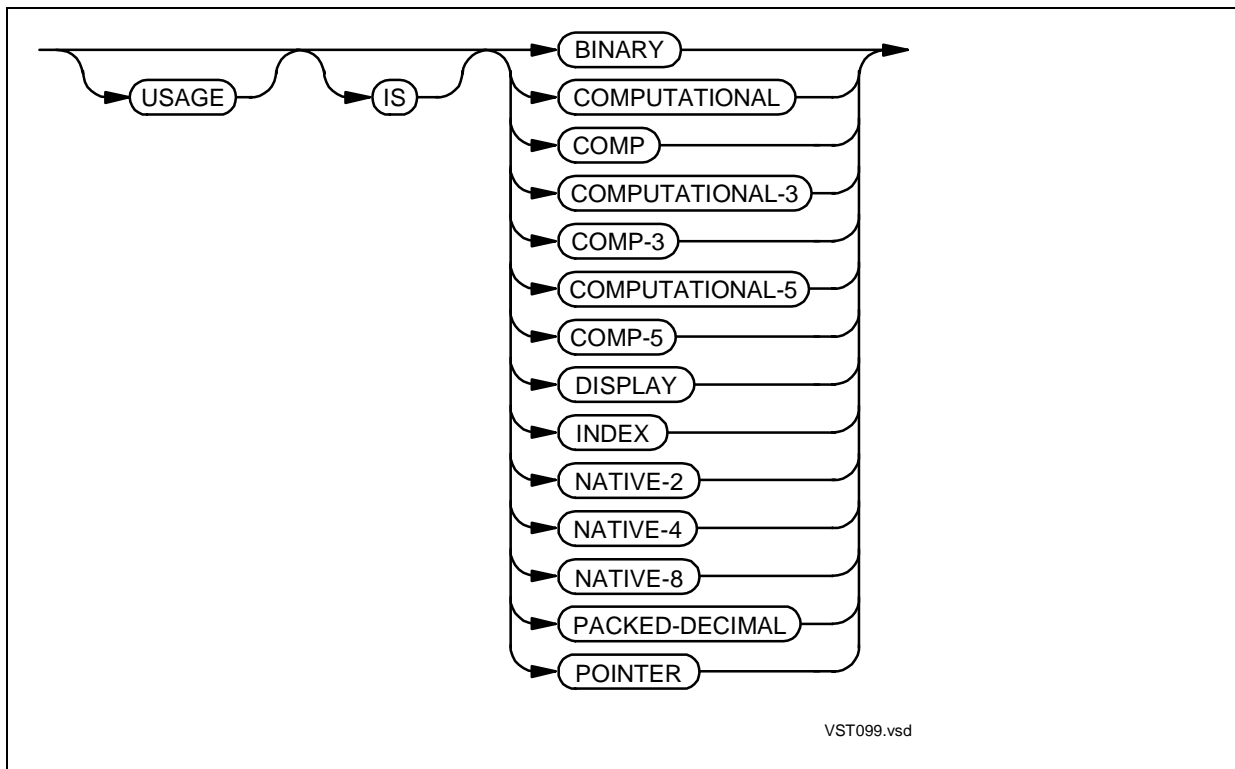 BINARY
USAGE IS COMPUTATIONAL
COMP
COMPUTATIONAL-3
COMP-3
COMPUTATIONAL-5
COMP-5
DISPLAY
INDEX
NATIVE-2
NATIVE-4
NATIVE-8
PACKED-DECIMAL
POINTER
VST099.vsd